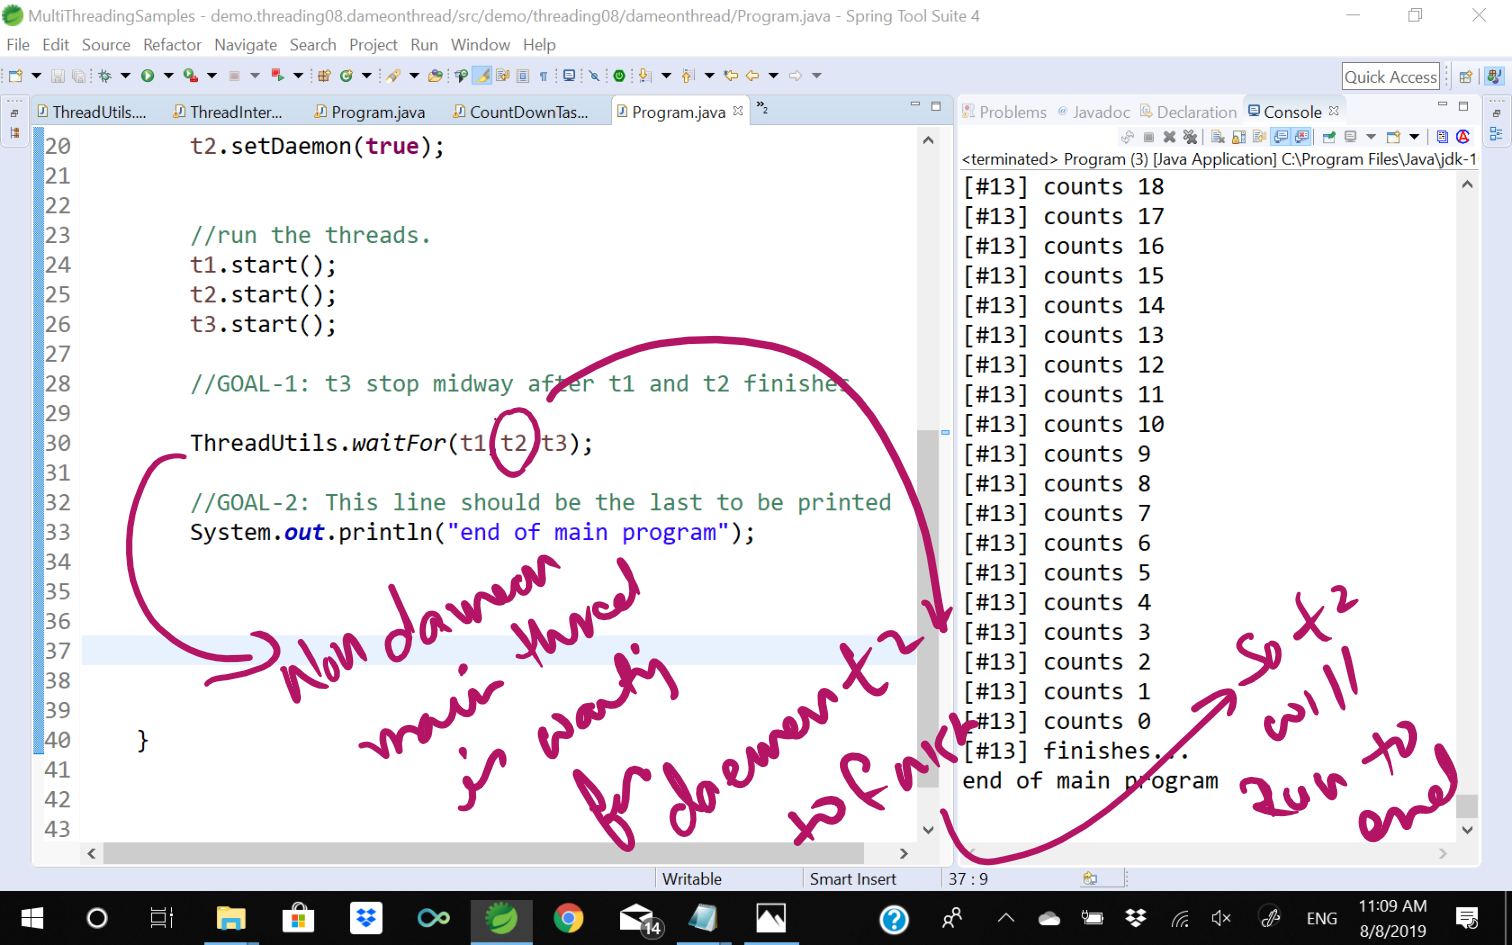 MultiThreadingSamples - demo.threading08.dameonthread/src/demo/threading08/dameonthread/Program.java - Spring Tool Suite 4
File Edit Source Refactor Navigate Search Project Run Window Help
Quick Access
ThreadUtils.... ThreadInter... Program.java CountDownTas... Program.java »2
Problems @ Javadoc Declaration Console
<terminated> Program (3) [Java Application] C:\Program Files\Java\jdk-1
20 t2.setDaemon(true);
21
22
23 //run the threads.
24 t1.start();
25 t2.start();
26 t3.start();
27
28 //GOAL-1: t3 stop midway after t1 and t2 finishes
29
30 ThreadUtils.waitFor(t1 t2 t3);
31
32 //GOAL-2: This line should be the last to be printed
33 System.out.println("end of main program");
34
35
36
37
38
39
40 }
41
42
43
Non daemon
main thread
is waiting
for daemen t2
to finish
[#13] counts 18
[#13] counts 17
[#13] counts 16
[#13] counts 15
[#13] counts 14
[#13] counts 13
[#13] counts 12
[#13] counts 11
[#13] counts 10
[#13] counts 9
[#13] counts 8
[#13] counts 7
[#13] counts 6
[#13] counts 5
[#13] counts 4
[#13] counts 3
[#13] counts 2
[#13] counts 1
[#13] counts 0
[#13] finishes...
end of main program
So t2
will
Run to
end
Writable Smart Insert 37 : 9
14
ENG
11:09 AM
8/8/2019